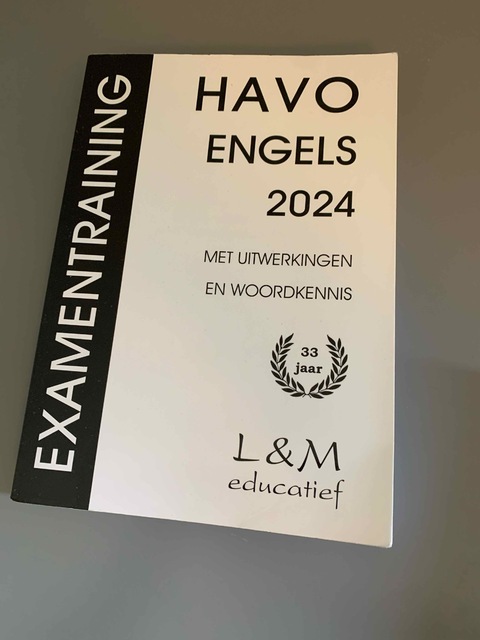 EXAMENTRAINING
HAVO
ENGELS
2024
MET UITWERKINGEN
EN WOORDKENNIS
33
jaar
L&M
educatief